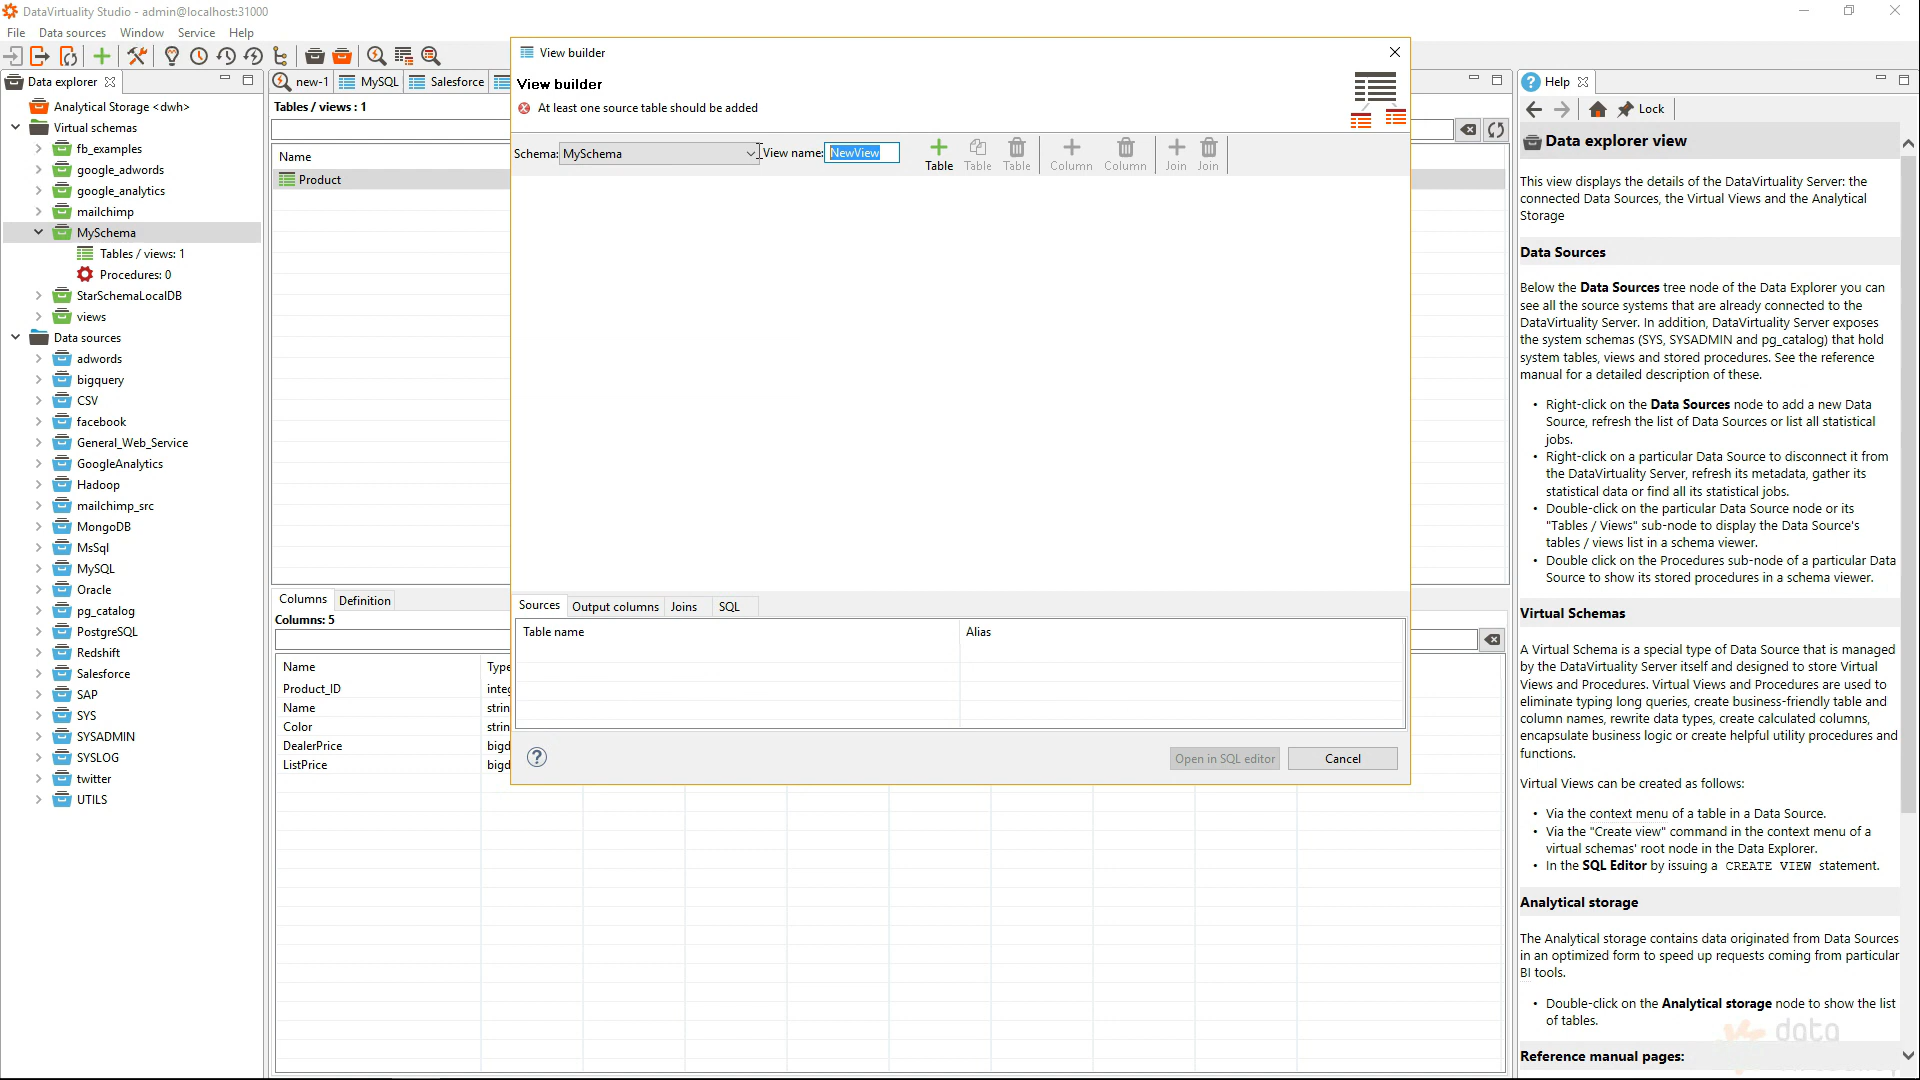 DataVirtuality Studio - admin@localhost:31000
File Data sources Window Service Help
Data explorer
Analytical Storage <dwh>
Virtual schemas
fb_examples
google_adwords
google_analytics
mailchimp
MySchema
Tables / views: 1
Procedures: 0
StarSchemaLocalDB
views
Data sources
adwords
bigquery
CSV
facebook
General_Web_Service
GoogleAnalytics
Hadoop
mailchimp_src
MongoDB
MsSql
MySQL
Oracle
pg_catalog
PostgreSQL
Redshift
Salesforce
SAP
SYS
SYSADMIN
SYSLOG
twitter
UTILS
new-1 MySQL Salesforce
Tables / views : 1
Name
Product
Columns Definition
Columns: 5
Name Type
Product_ID
Name
Color
DealerPrice
ListPrice
View builder
View builder
At least one source table should be added
Schema: MySchema View name: NewView Table Table Table Column Column Join Join
Sources Output columns Joins SQL
Table name Alias
Open in SQL editor Cancel
Help
Lock
Data explorer view
This view displays the details of the DataVirtuality Server: the
connected Data Sources, the Virtual Views and the Analytical
Storage
Data Sources
Below the Data Sources tree node of the Data Explorer you can
see all the source systems that are already connected to the
DataVirtuality Server. In addition, DataVirtuality Server exposes
the system schemas (SYS, SYSADMIN and pg_catalog) that hold
system tables, views and stored procedures. See the reference
manual for a detailed description of these.
• Right-click on the Data Sources node to add a new Data
Source, refresh the list of Data Sources or list all statistical
jobs.
• Right-click on a particular Data Source to disconnect it from
the DataVirtuality Server, refresh its metadata, gather its
statistical data or find all its statistical jobs.
• Double-click on the particular Data Source node or its
"Tables / Views" sub-node to display the Data Source's
tables / views list in a schema viewer.
• Double click on the Procedures sub-node of a particular Data
Source to show its stored procedures in a schema viewer.
Virtual Schemas
A Virtual Schema is a special type of Data Source that is managed
by the DataVirtuality Server itself and designed to store Virtual
Views and Procedures. Virtual Views and Procedures are used to
eliminate typing long queries, create business-friendly table and
column names, rewrite data types, create calculated columns,
encapsulate business logic or create helpful utility procedures and
functions.
Virtual Views can be created as follows:
• Via the context menu of a table in a Data Source.
• Via the "Create view" command in the context menu of a
virtual schemas' root node in the Data Explorer.
• In the SQL Editor by issuing a CREATE VIEW statement.
Analytical storage
The Analytical storage contains data originated from Data Sources
in an optimized form to speed up requests coming from particular
BI tools.
• Double-click on the Analytical storage node to show the list
of tables.
data
Reference manual pages: